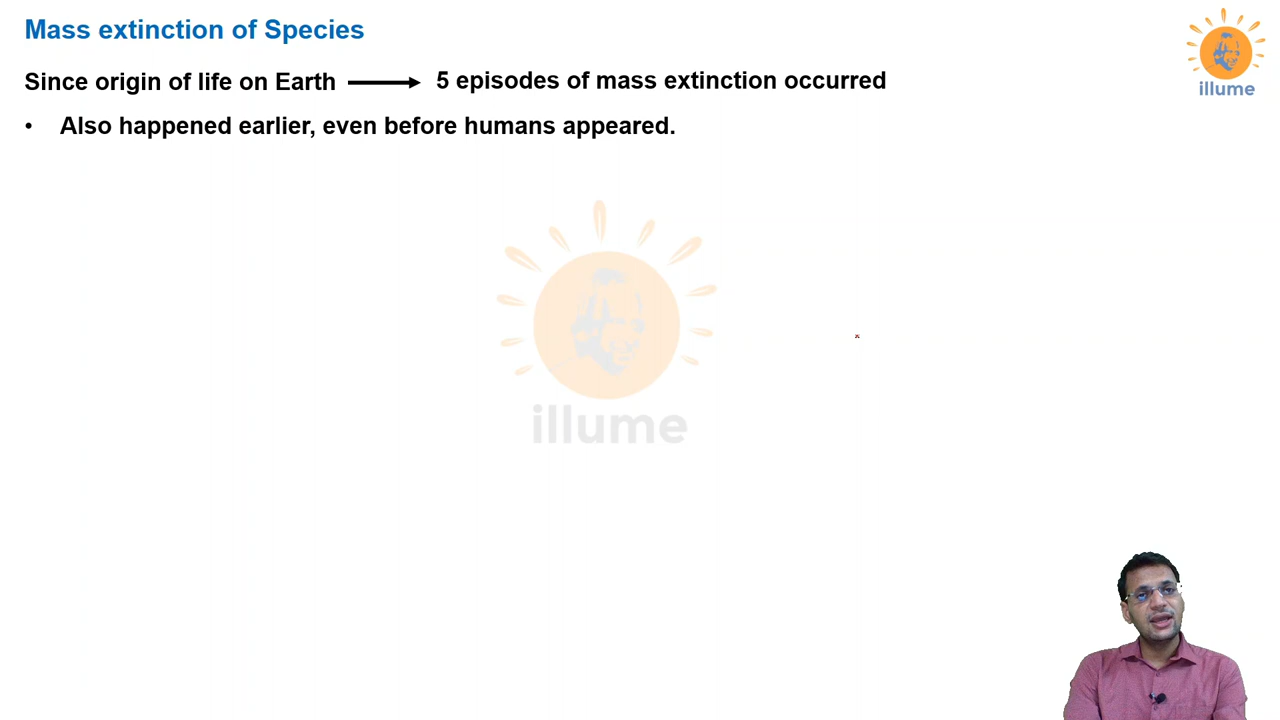 Mass extinction of Species
Since origin of life on Earth → 5 episodes of mass extinction occurred
• Also happened earlier, even before humans appeared.
illume
illume